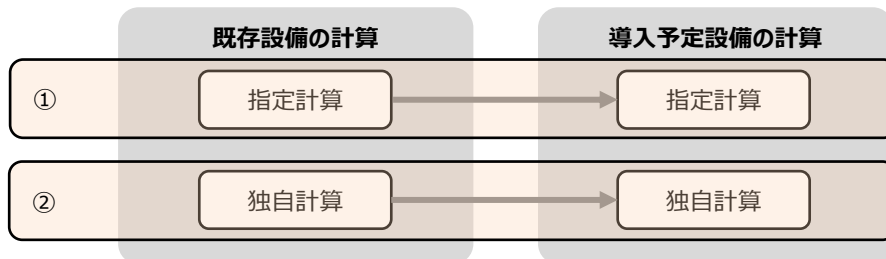 既存設備の計算 導入予定設備の計算
① 指定計算 指定計算
② 独自計算 独自計算